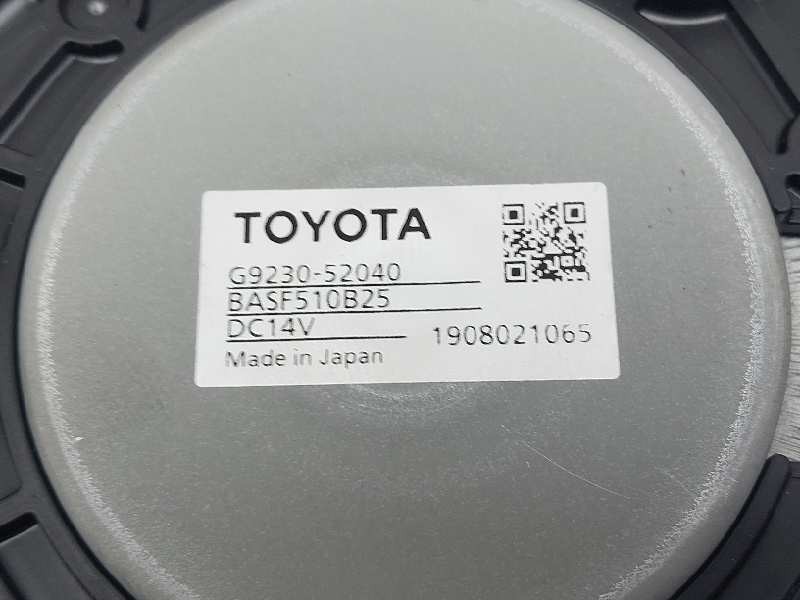 TOYOTA
G9230-52040
BASF510B25
DC14V
1908021065
Made in Japan